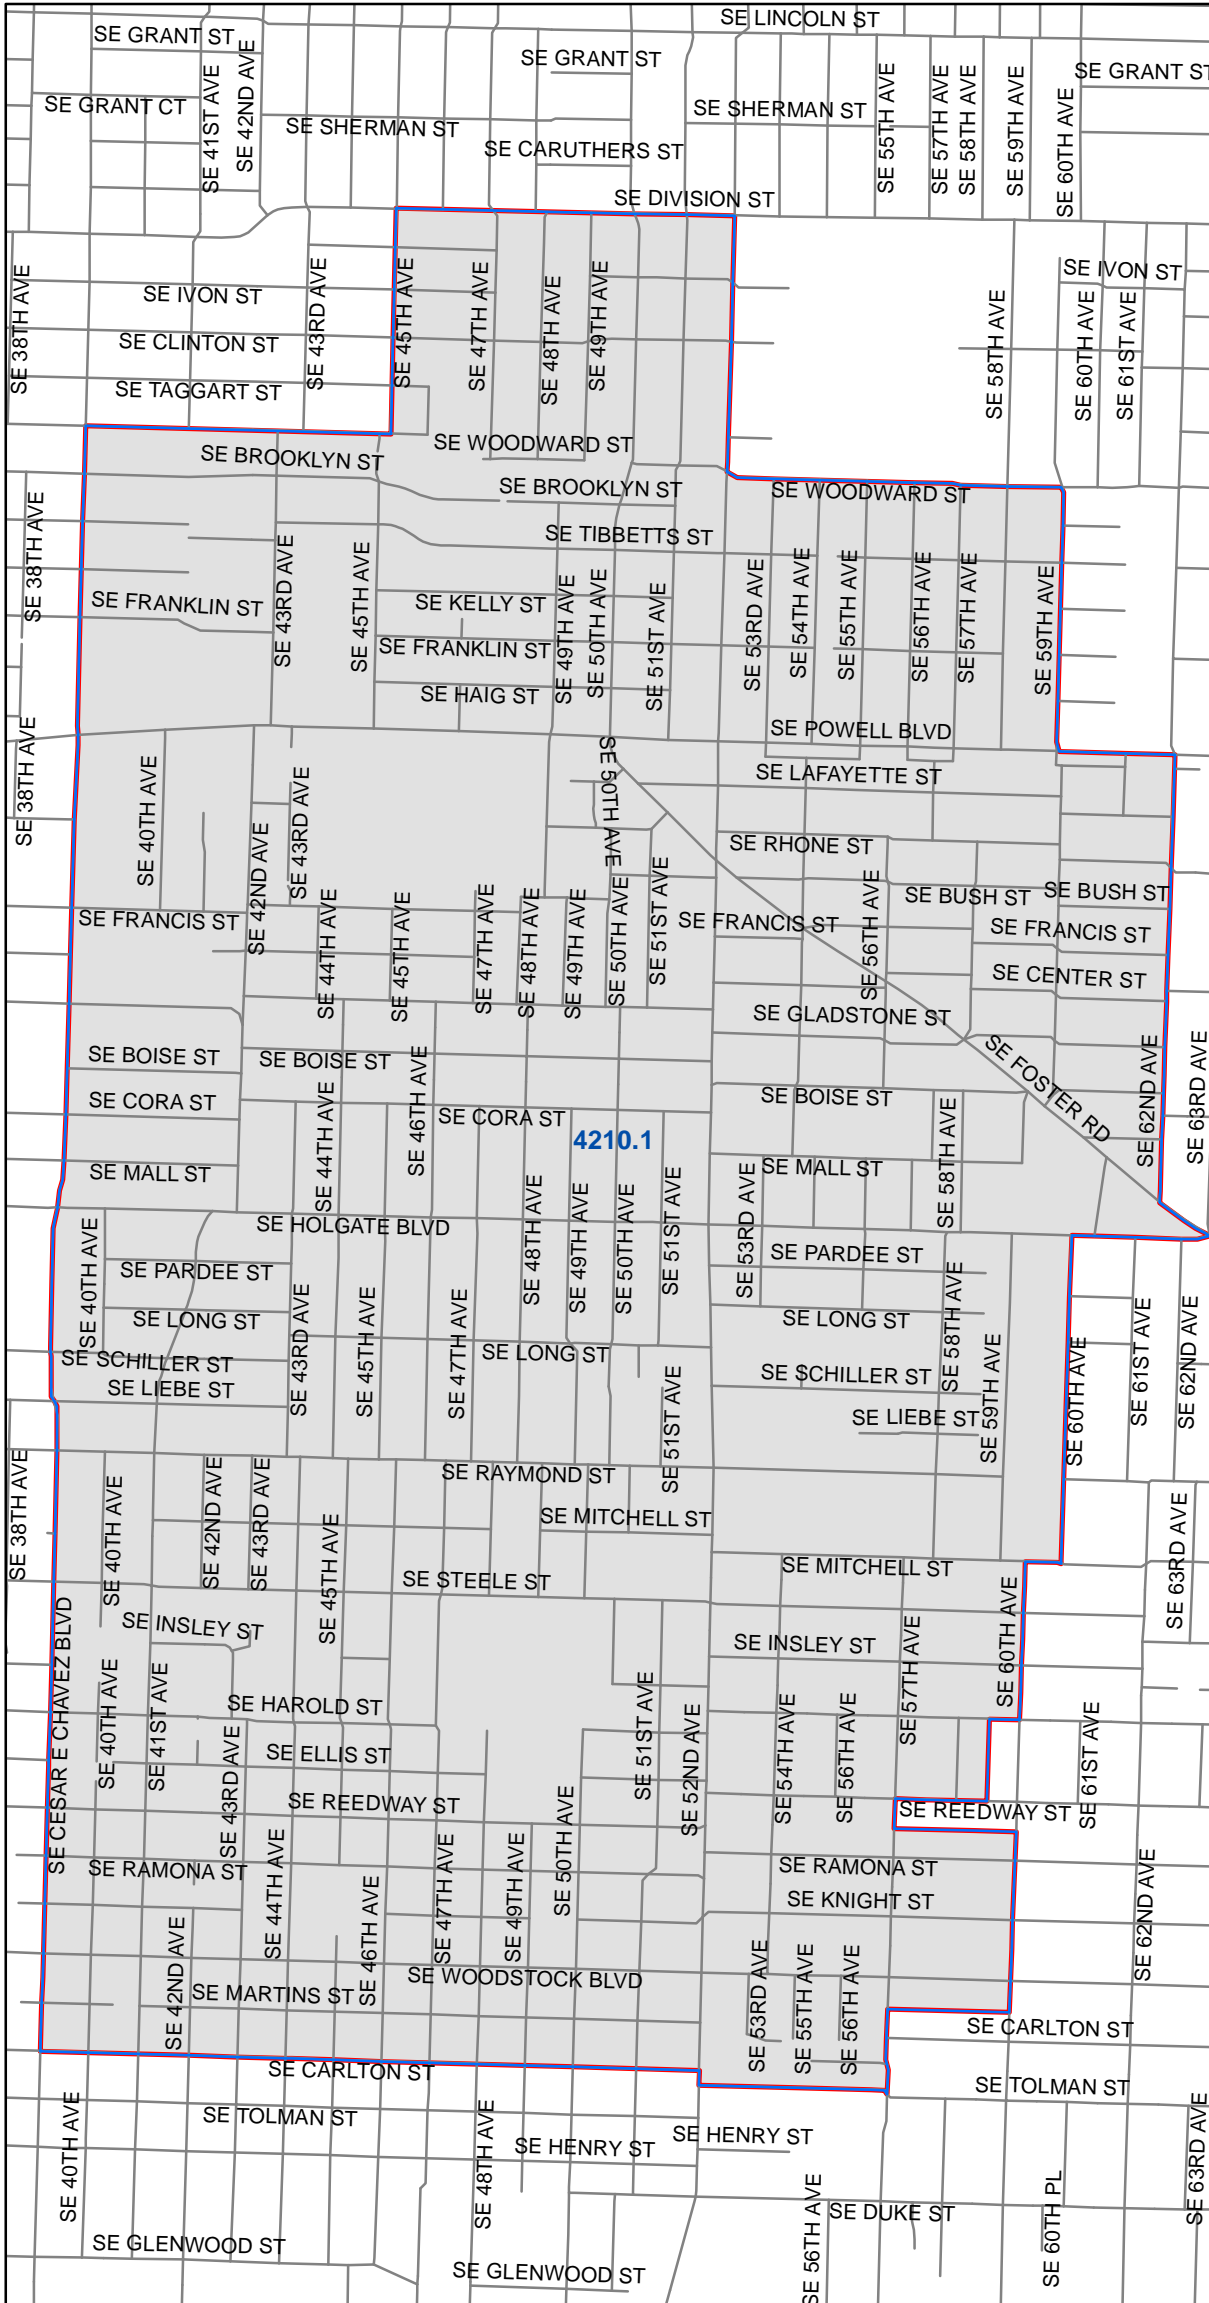 SE LINCOLN ST
SE GRANT ST
SE GRANT ST
SE GRANT ST
SE 41ST AVE
SE 42ND AVE
SE GRANT CT
SE SHERMAN ST
SE SHERMAN ST
SE CARUTHERS ST
SE 55TH AVE
SE 57TH AVE
SE 58TH AVE
SE 59TH AVE
SE 60TH AVE
SE DIVISION ST
SE 38TH AVE
SE IVON ST
SE CLINTON ST
SE TAGGART ST
SE 43RD AVE
SE 45TH AVE
SE 47TH AVE
SE 48TH AVE
SE 49TH AVE
SE 58TH AVE
SE IVON ST
SE 60TH AVE
SE 61ST AVE
SE WOODWARD ST
SE BROOKLYN ST
SE BROOKLYN ST
SE WOODWARD ST
SE TIBBETTS ST
SE 38TH AVE
SE 43RD AVE
SE 45TH AVE
SE FRANKLIN ST
SE KELLY ST
SE FRANKLIN ST
SE HAIG ST
SE 49TH AVE
SE 50TH AVE
SE 51ST AVE
SE 53RD AVE
SE 54TH AVE
SE 55TH AVE
SE 56TH AVE
SE 57TH AVE
SE 59TH AVE
SE POWELL BLVD
SE 38TH AVE
SE 40TH AVE
SE 42ND AVE
SE 43RD AVE
SE 50TH AVE
SE LAFAYETTE ST
SE RHONE ST
SE BUSH ST
SE BUSH ST
SE FRANCIS ST
SE FRANCIS ST
SE FRANCIS ST
SE 44TH AVE
SE 45TH AVE
SE 47TH AVE
SE 48TH AVE
SE 49TH AVE
SE 50TH AVE
SE 51ST AVE
SE 56TH AVE
SE CENTER ST
SE GLADSTONE ST
SE FOSTER RD
SE BOISE ST
SE BOISE ST
SE BOISE ST
SE CORA ST
SE CORA ST
SE 44TH AVE
SE 46TH AVE
4210.1
SE 62ND AVE
SE 63RD AVE
SE MALL ST
SE MALL ST
SE 58TH AVE
SE HOLGATE BLVD
SE 40TH AVE
SE 48TH AVE
SE 49TH AVE
SE 50TH AVE
SE 51ST AVE
SE 53RD AVE
SE PARDEE ST
SE PARDEE ST
SE LONG ST
SE LONG ST
SE LONG ST
SE SCHILLER ST
SE SCHILLER ST
SE LIEBE ST
SE LIEBE ST
SE 43RD AVE
SE 45TH AVE
SE 47TH AVE
SE 51ST AVE
SE 58TH AVE
SE 59TH AVE
SE 60TH AVE
SE 61ST AVE
SE 62ND AVE
SE RAYMOND ST
SE 38TH AVE
SE 40TH AVE
SE 42ND AVE
SE 43RD AVE
SE 45TH AVE
SE MITCHELL ST
SE MITCHELL ST
SE STEELE ST
SE 63RD AVE
SE CESAR E CHAVEZ BLVD
SE INSLEY ST
SE INSLEY ST
SE 57TH AVE
SE 60TH AVE
SE 40TH AVE
SE 41ST AVE
SE HAROLD ST
SE ELLIS ST
SE 43RD AVE
SE 51ST AVE
SE 52ND AVE
SE 54TH AVE
SE 56TH AVE
SE 61ST AVE
SE REEDWAY ST
SE REEDWAY ST
SE RAMONA ST
SE RAMONA ST
SE KNIGHT ST
SE 44TH AVE
SE 46TH AVE
SE 47TH AVE
SE 49TH AVE
SE 50TH AVE
SE 62ND AVE
SE 42ND AVE
SE WOODSTOCK BLVD
SE MARTINS ST
SE 53RD AVE
SE 55TH AVE
SE 56TH AVE
SE CARLTON ST
SE CARLTON ST
SE TOLMAN ST
SE TOLMAN ST
SE 40TH AVE
SE 48TH AVE
SE HENRY ST
SE HENRY ST
SE 63RD AVE
SE DUKE ST
SE 56TH AVE
SE 60TH PL
SE GLENWOOD ST
SE GLENWOOD ST